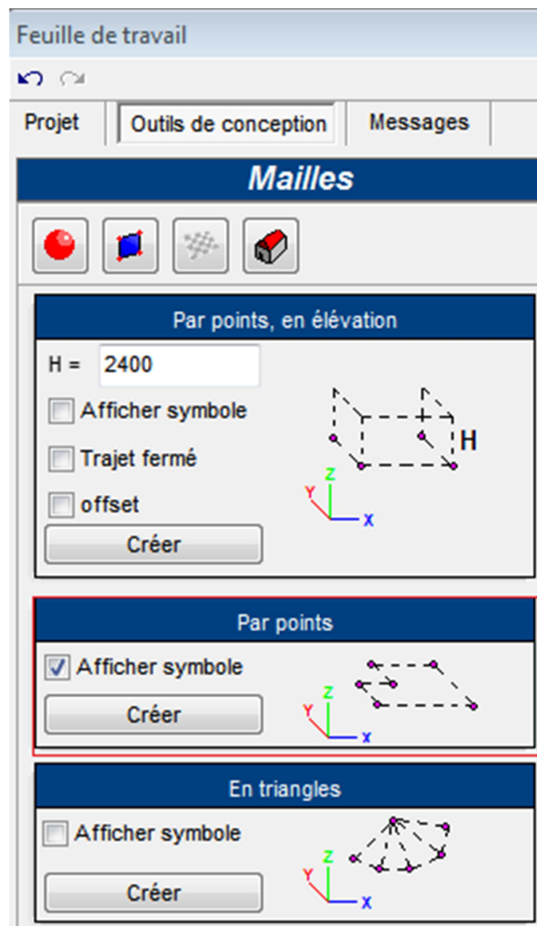 Feuille de travail
Projet Outils de conception Messages
Mailles
Par points, en élévation
H = 2400
Afficher symbole
Trajet fermé
offset
Créer
H
Z
Y
X
Par points
Afficher symbole
Créer
Z
Y
X
En triangles
Afficher symbole
Créer
Z
Y
X